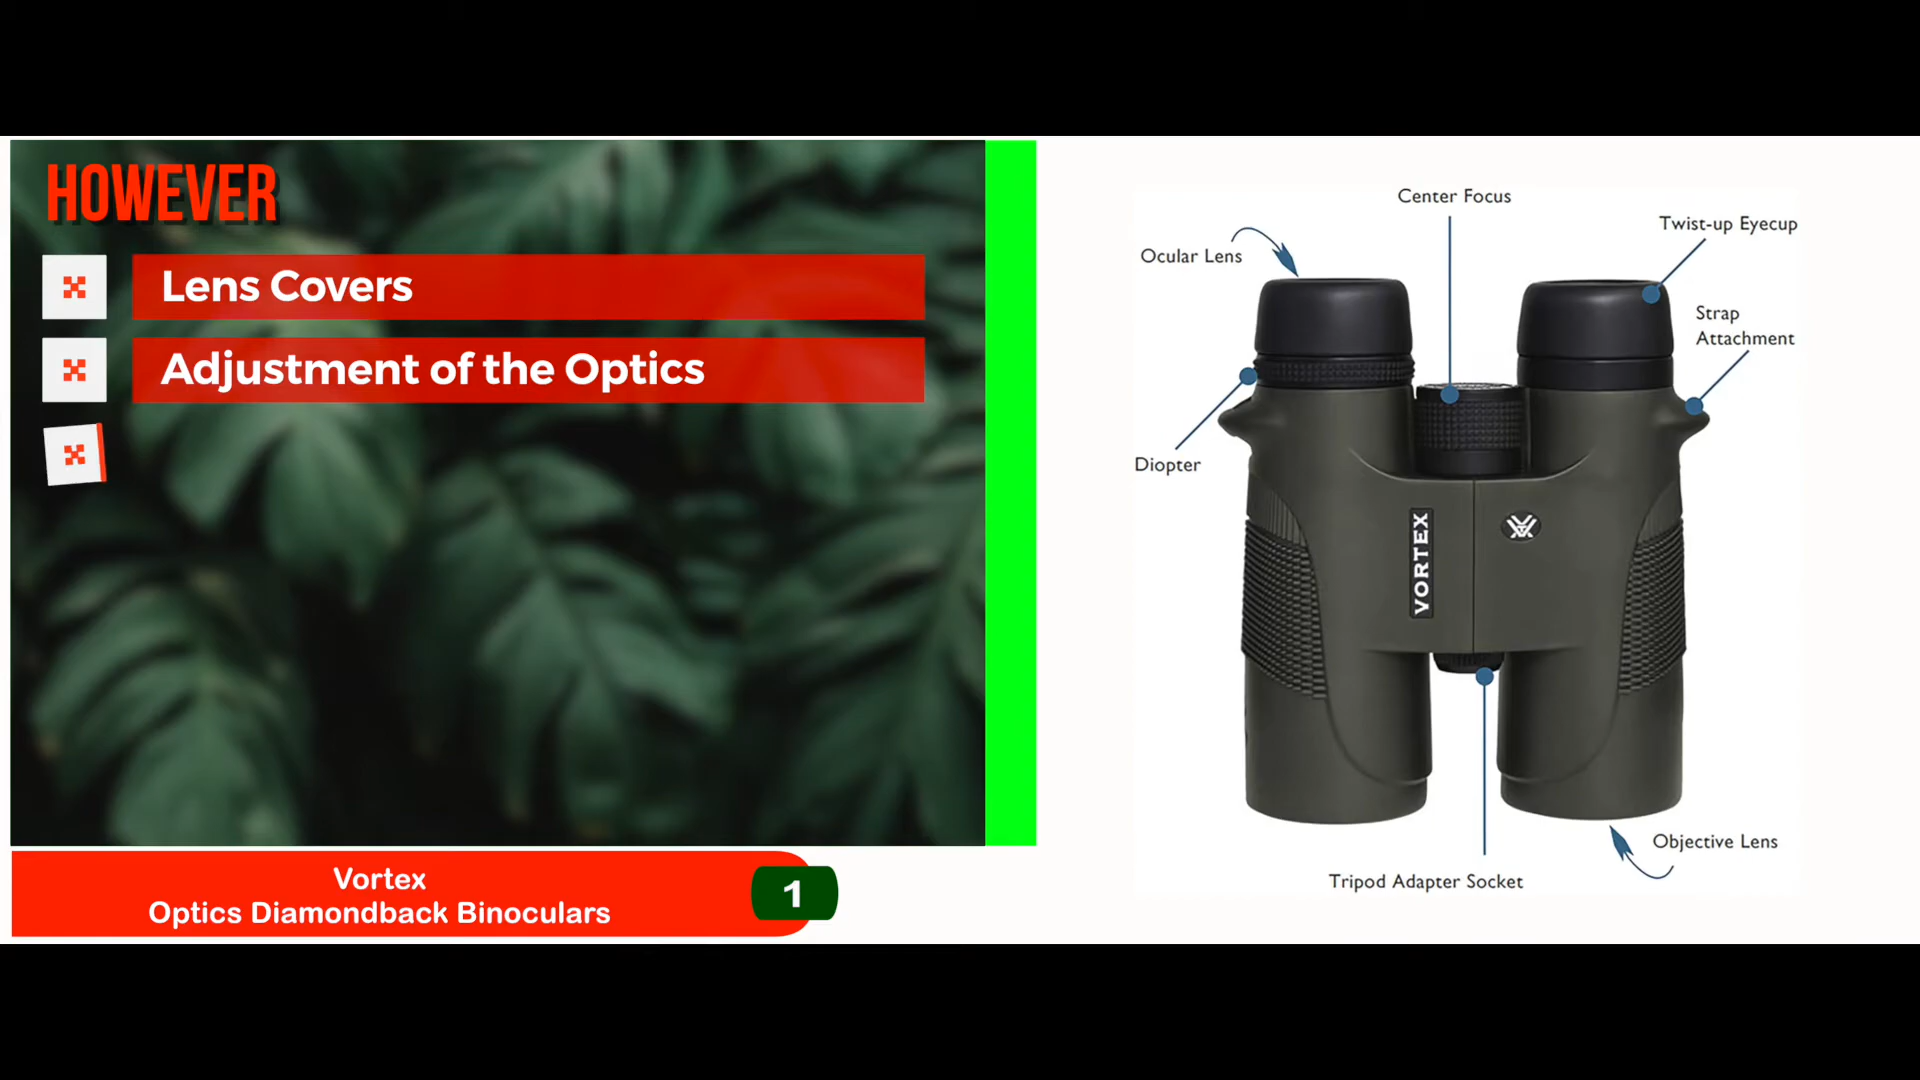 HOWEVER
Lens Covers
Adjustment of the Optics
Vortex
Optics Diamondback Binoculars
1
Center Focus
Twist-up Eyecup
Ocular Lens
Strap
Attachment
Diopter
VORTEX
Objective Lens
Tripod Adapter Socket